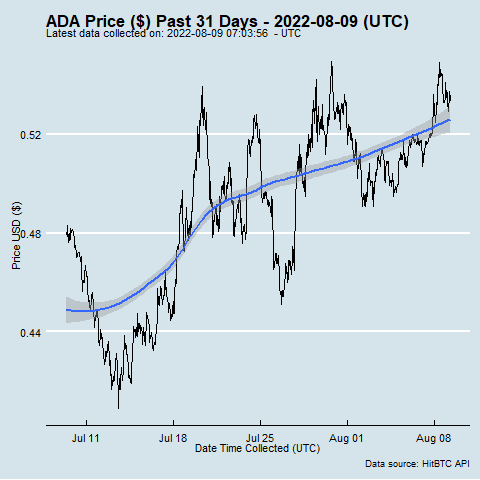 ADA Price ($) Past 31 Days - 2022-08-09 (UTC)
Latest data collected on: 2022-08-09 07:03:56 - UTC
Price USD ($)
0.52
0.48
0.44
Jul 11 Jul 18 Jul 25 Aug 01 Aug 08
Date Time Collected (UTC)
Data source: HitBTC API